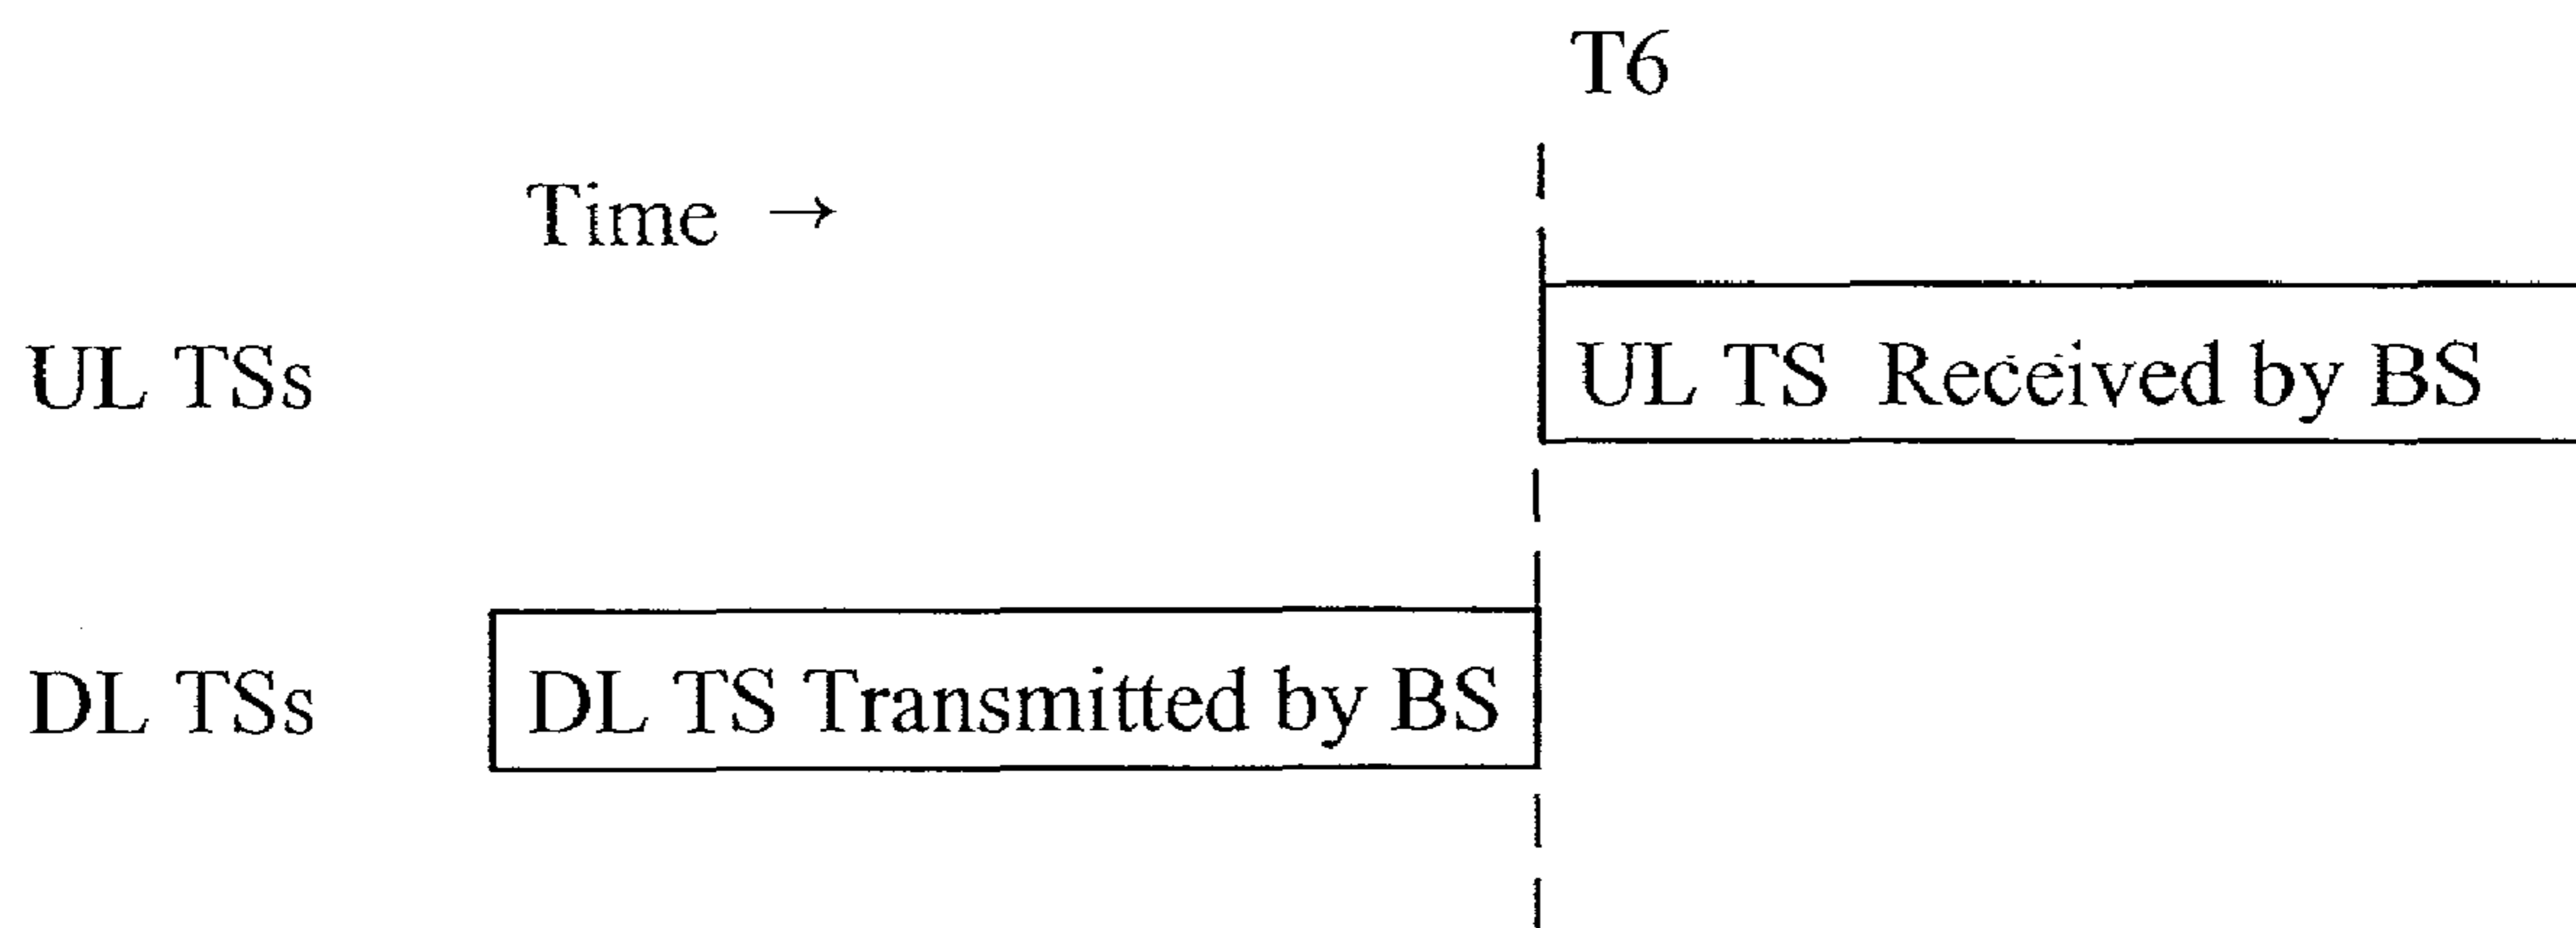 T6
Time →
UL TSs
UL TS Received by BS
DL TSs
DL TS Transmitted by BS